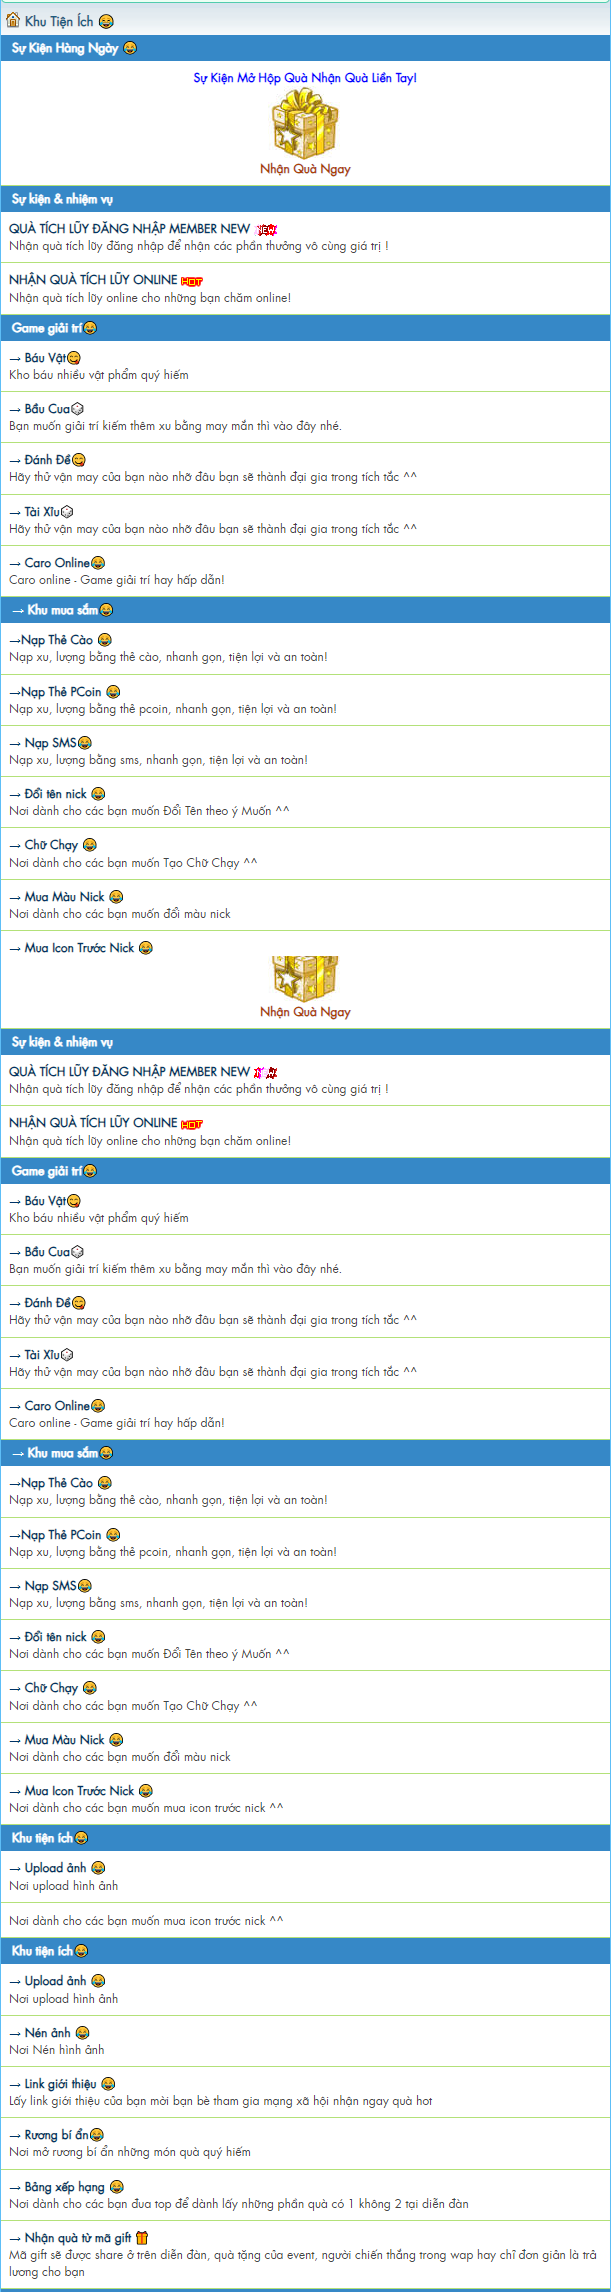 Khu Tiện Ích
Sự Kiện Hàng Ngày
Sự Kiện Mở Hộp Quà Nhận Quà Liền Tay!
Nhận Quà Ngay
Sự kiện & nhiệm vụ
QUÀ TÍCH LŨY ĐĂNG NHẬP MEMBER NEW NEW
Nhận quà tích lũy đăng nhập để nhận các phần thưởng vô cùng giá trị !
NHẬN QUÀ TÍCH LŨY ONLINE HOT
Nhận quà tích lũy online cho những bạn chăm online!
Game giải trí
→ Báu Vật
Kho báu nhiều vật phẩm quý hiếm
→ Bầu Cua
Bạn muốn giải trí kiếm thêm xu bằng may mắn thì vào đây nhé.
→ Đánh Đề
Hãy thử vận may của bạn nào nhỡ đâu bạn sẽ thành đại gia trong tích tắc ^^
→ Tài Xỉu
Hãy thử vận may của bạn nào nhỡ đâu bạn sẽ thành đại gia trong tích tắc ^^
→ Caro Online
Caro online - Game giải trí hay hấp dẫn!
→ Khu mua sắm
→Nạp Thẻ Cào
Nạp xu, lượng bằng thẻ cào, nhanh gọn, tiện lợi và an toàn!
→Nạp Thẻ PCoin
Nạp xu, lượng bằng thẻ pcoin, nhanh gọn, tiện lợi và an toàn!
→ Nạp SMS
Nạp xu, lượng bằng sms, nhanh gọn, tiện lợi và an toàn!
→ Đổi tên nick
Nơi dành cho các bạn muốn Đổi Tên theo ý Muốn ^^
→ Chữ Chạy
Nơi dành cho các bạn muốn Tạo Chữ Chạy ^^
→ Mua Màu Nick
Nơi dành cho các bạn muốn đổi màu nick
→ Mua Icon Trước Nick
Nhận Quà Ngay
Sự kiện & nhiệm vụ
QUÀ TÍCH LŨY ĐĂNG NHẬP MEMBER NEW
Nhận quà tích lũy đăng nhập để nhận các phần thưởng vô cùng giá trị !
NHẬN QUÀ TÍCH LŨY ONLINE HOT
Nhận quà tích lũy online cho những bạn chăm online!
Game giải trí
→ Báu Vật
Kho báu nhiều vật phẩm quý hiếm
→ Bầu Cua
Bạn muốn giải trí kiếm thêm xu bằng may mắn thì vào đây nhé.
→ Đánh Đề
Hãy thử vận may của bạn nào nhỡ đâu bạn sẽ thành đại gia trong tích tắc ^^
→ Tài Xỉu
Hãy thử vận may của bạn nào nhỡ đâu bạn sẽ thành đại gia trong tích tắc ^^
→ Caro Online
Caro online - Game giải trí hay hấp dẫn!
→ Khu mua sắm
→Nạp Thẻ Cào
Nạp xu, lượng bằng thẻ cào, nhanh gọn, tiện lợi và an toàn!
→Nạp Thẻ PCoin
Nạp xu, lượng bằng thẻ pcoin, nhanh gọn, tiện lợi và an toàn!
→ Nạp SMS
Nạp xu, lượng bằng sms, nhanh gọn, tiện lợi và an toàn!
→ Đổi tên nick
Nơi dành cho các bạn muốn Đổi Tên theo ý Muốn ^^
→ Chữ Chạy
Nơi dành cho các bạn muốn Tạo Chữ Chạy ^^
→ Mua Màu Nick
Nơi dành cho các bạn muốn đổi màu nick
→ Mua Icon Trước Nick
Nơi dành cho các bạn muốn mua icon trước nick ^^
Khu tiện ích
→ Upload ảnh
Nơi upload hình ảnh
Nơi dành cho các bạn muốn mua icon trước nick ^^
Khu tiện ích
→ Upload ảnh
Nơi upload hình ảnh
→ Nén ảnh
Nơi Nén hình ảnh
→ Link giới thiệu
Lấy link giới thiệu của bạn mời bạn bè tham gia mạng xã hội nhận ngay quà hot
→ Rương bí ẩn
Nơi mở rương bí ẩn những món quà quý hiếm
→ Bảng xếp hạng
Nơi dành cho các bạn đua top để dành lấy những phần quà có 1 không 2 tại diễn đàn
→ Nhận quà từ mã gift
Mã gift sẽ được share ở trên diễn đàn, quà tặng của event, người chiến thắng trong wap hay chỉ đơn giản là trả
lương cho bạn